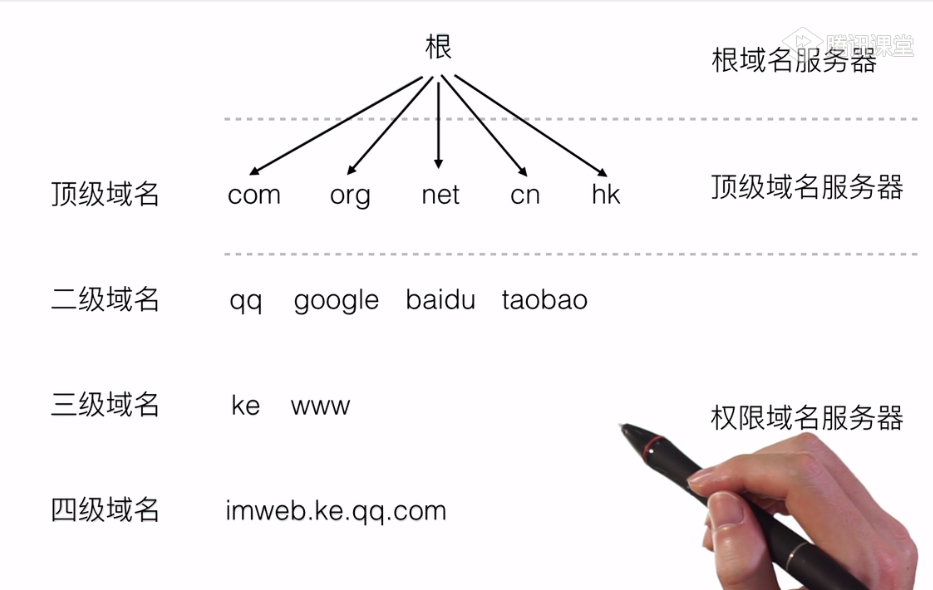 腾讯课堂
根
根域名服务器
顶级域名 com org net cn hk 顶级域名服务器
二级域名 qq google baidu taobao
三级域名 ke www
权限域名服务器
四级域名 imweb.ke.qq.com